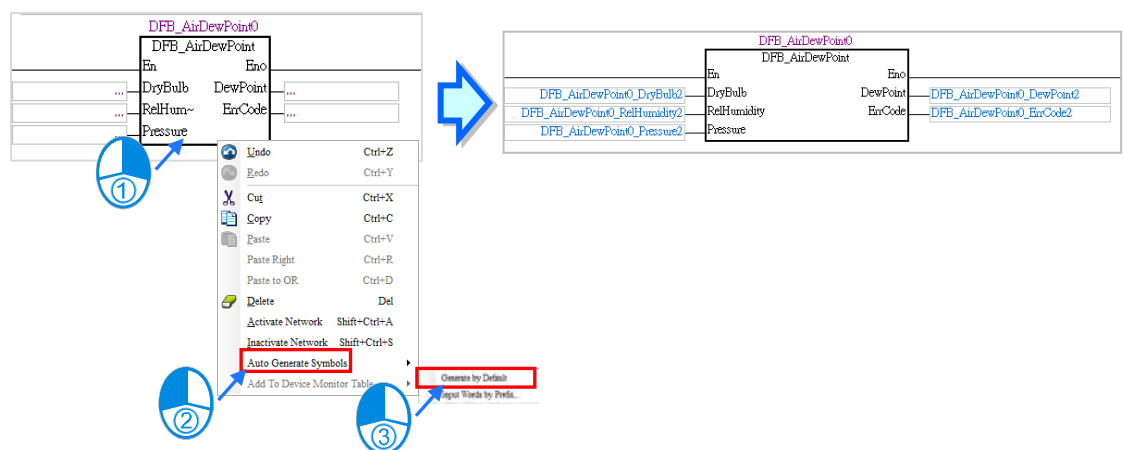 DFB_AirDewPoint0
DFB_AirDewPoint
En Eno
... DryBulb DewPoint ...
... RelHum~ ErrCode ...
... Pressure
①
Undo Ctrl+Z
Redo Ctrl+Y
Cut Ctrl+X
Copy Ctrl+C
Paste Ctrl+V
Paste Right Ctrl+R
Paste to OR Ctrl+D
Delete Del
Activate Network Shift+Ctrl+A
Inactivate Network Shift+Ctrl+S
Auto Generate Symbols
Add To Device Monitor Table
②
Generate by Default
Input Words by Prefix...
③
DFB_AirDewPoint0
DFB_AirDewPoint
En Eno
DFB_AirDewPoint0_DryBulb2 DryBulb DewPoint DFB_AirDewPoint0_DewPoint2
DFB_AirDewPoint0_RelHumidity2 RelHumidity ErrCode DFB_AirDewPoint0_ErrCode2
DFB_AirDewPoint0_Pressure2 Pressure